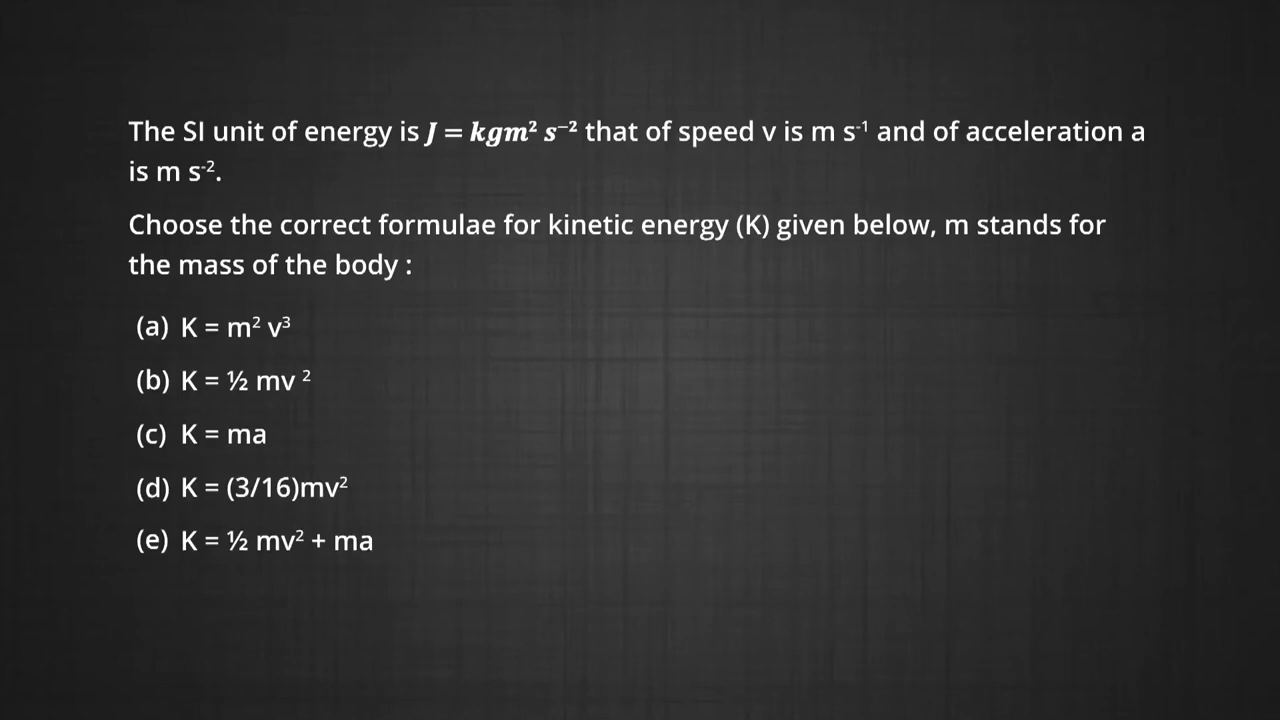 The SI unit of energy is J = kgm² s⁻² that of speed v is m s⁻¹ and of acceleration a
is m s⁻².
Choose the correct formulae for kinetic energy (K) given below, m stands for
the mass of the body :
(a) K = m² v³
(b) K = ½ mv ²
(c) K = ma
(d) K = (3/16)mv²
(e) K = ½ mv² + ma